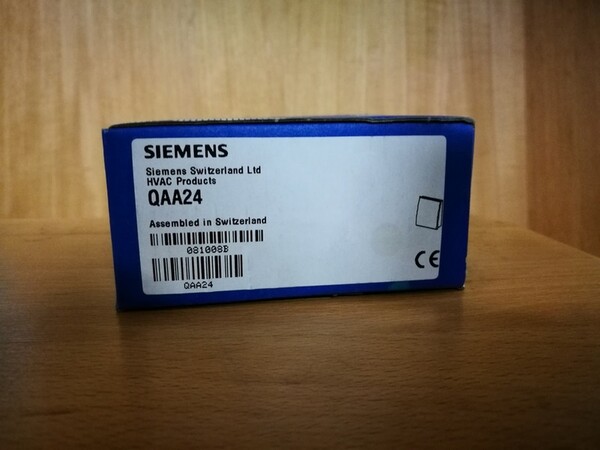 SIEMENS
Siemens Switzerland Ltd
HVAC Products
QAA24
Assembled in Switzerland
081008B
QAA24
CE